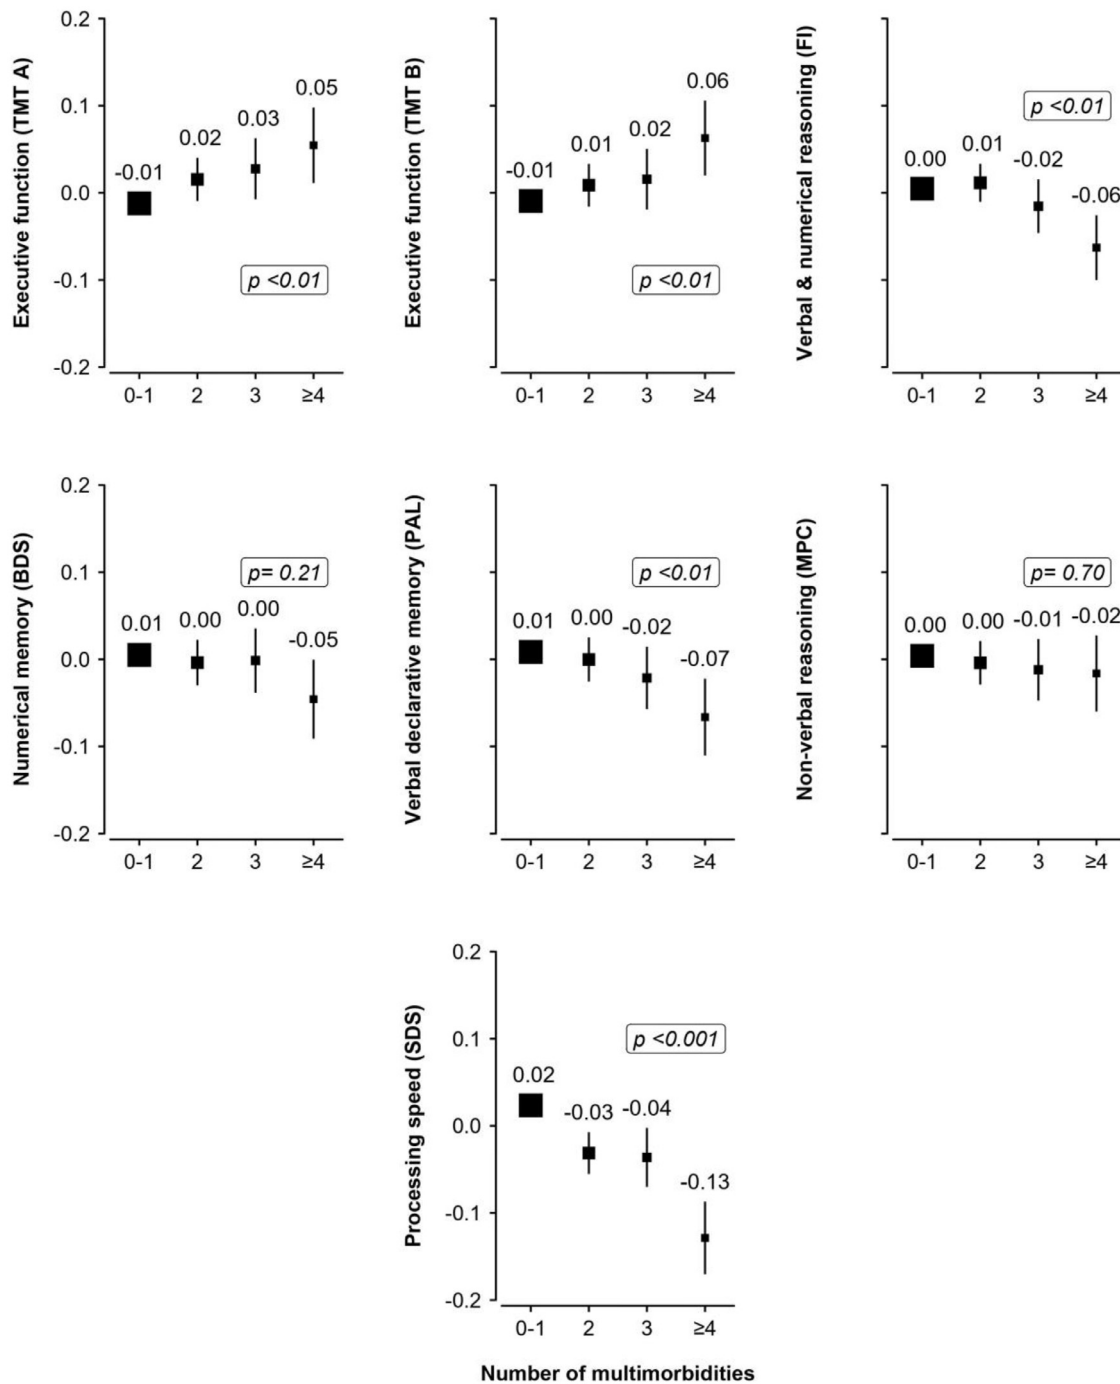 Executive function (TMT A)
0.2
0.1
0.0
-0.1
-0.2
-0.01
0.02
0.03
0.05
p <0.01
0-1 2 3 ≥4
Executive function (TMT B)
-0.01
0.01
0.02
0.06
p <0.01
0-1 2 3 ≥4
Verbal & numerical reasoning (FI)
0.00
0.01
-0.02
-0.06
p <0.01
0-1 2 3 ≥4
Numerical memory (BDS)
0.2
0.1
0.0
-0.1
-0.2
0.01
0.00
0.00
-0.05
p= 0.21
0-1 2 3 ≥4
Verbal declarative memory (PAL)
0.01
0.00
-0.02
-0.07
p <0.01
0-1 2 3 ≥4
Non-verbal reasoning (MPC)
0.00
0.00
-0.01
-0.02
p= 0.70
0-1 2 3 ≥4
Processing speed (SDS)
0.2
0.1
0.0
-0.1
-0.2
0.02
-0.03
-0.04
-0.13
p <0.001
0-1 2 3 ≥4
Number of multimorbidities